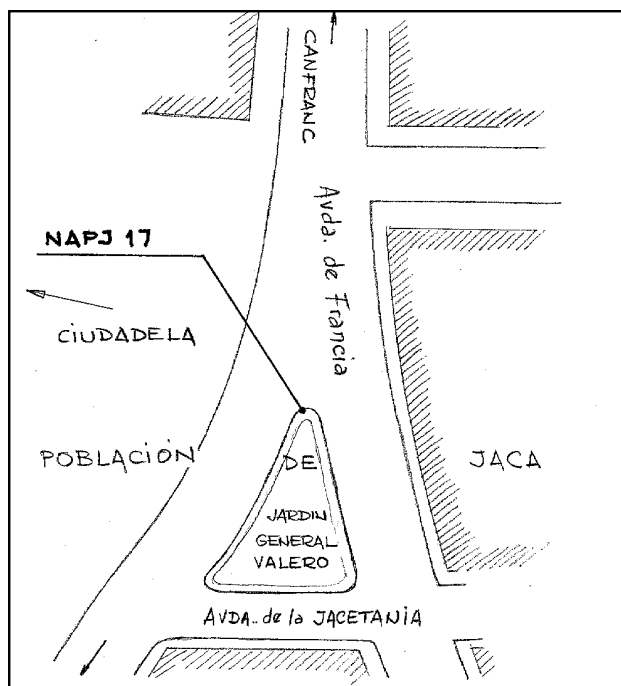 CANFRANC
Avda. de Francia
NAPJ 17
CIUDADELA
POBLACIÓN DE JACA
JARDIN
GENERAL
VALERO
AVDA. de la JACETANIA